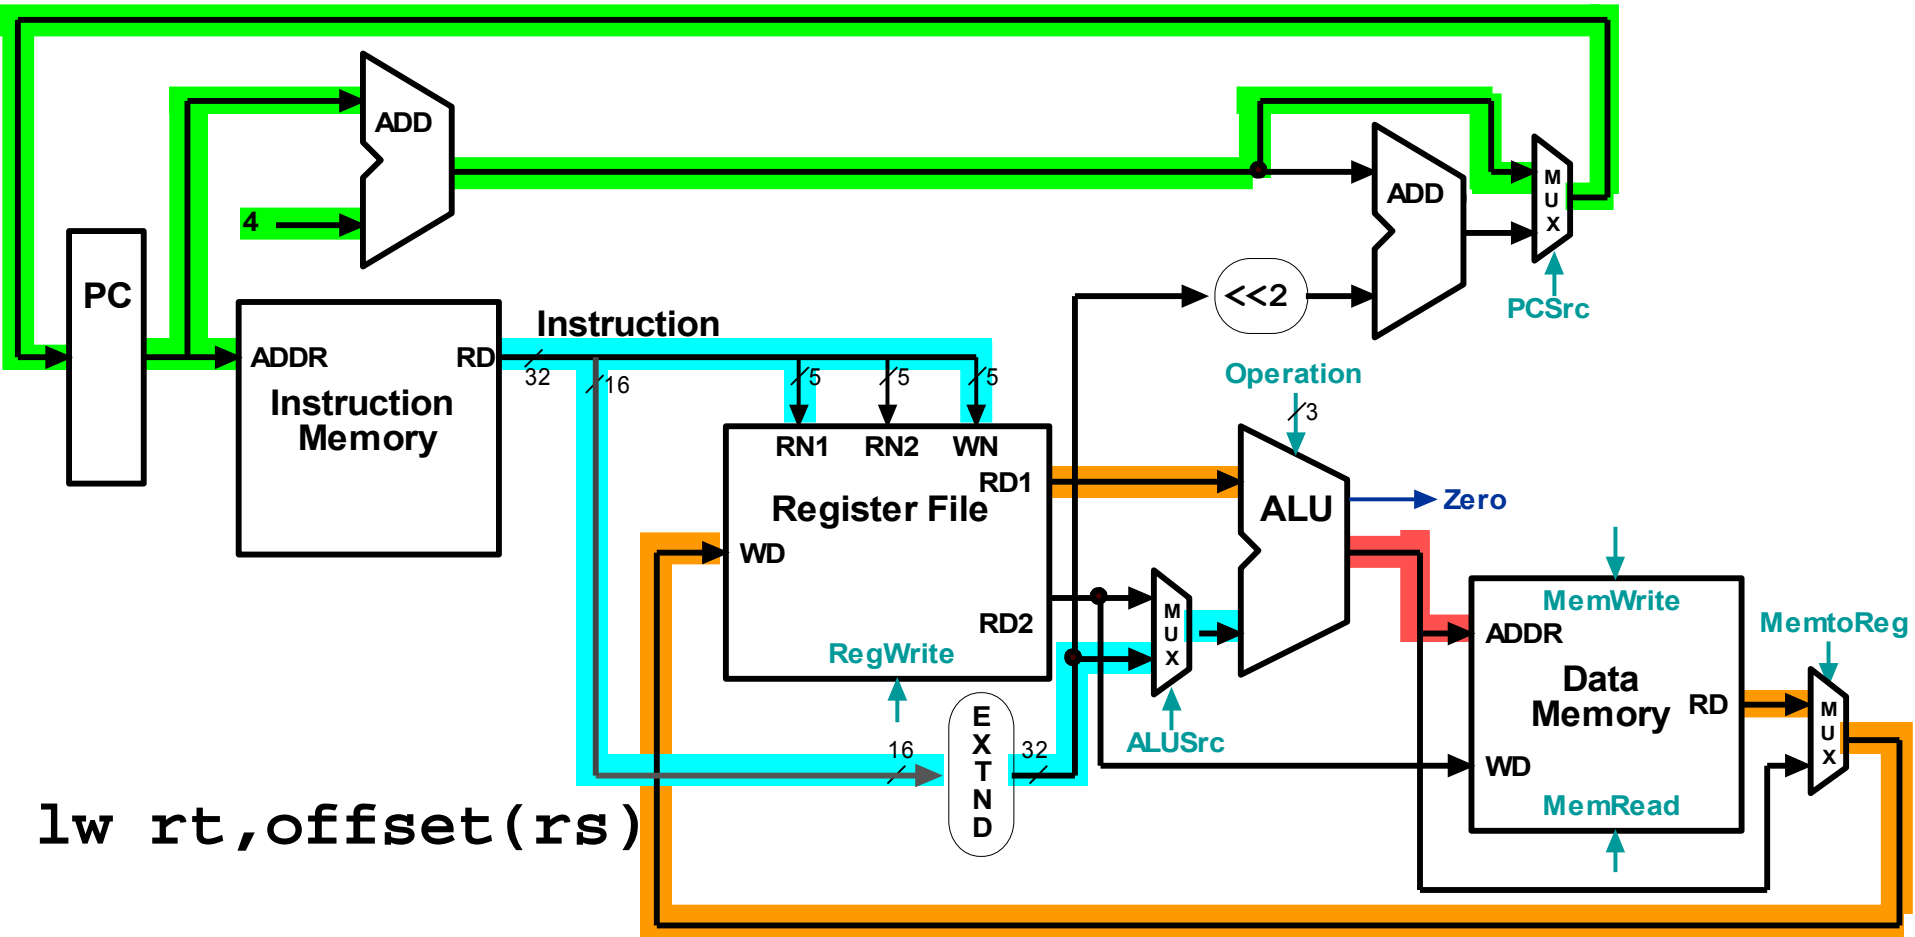 ADD
4
PC
ADD
M
U
X
<<2
PCSrc
Instruction
ADDR
RD
32
16
5
5
5
Instruction
Memory
Operation
3
RN1
RN2
WN
RD1
Register File
ALU
Zero
WD
RD2
RegWrite
M
U
X
ALUSrc
MemWrite
ADDR
MemtoReg
Data
Memory
RD
M
U
X
WD
MemRead
E
X
T
N
D
16
32
lw rt,offset(rs)